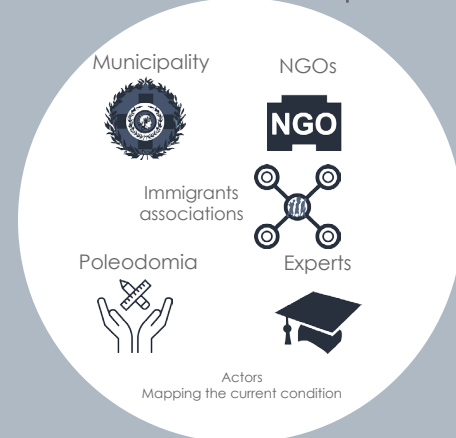 Municipality
NGOs
NGO
Immigrants
associations
Poleodomia
Experts
Actors
Mapping the current condition